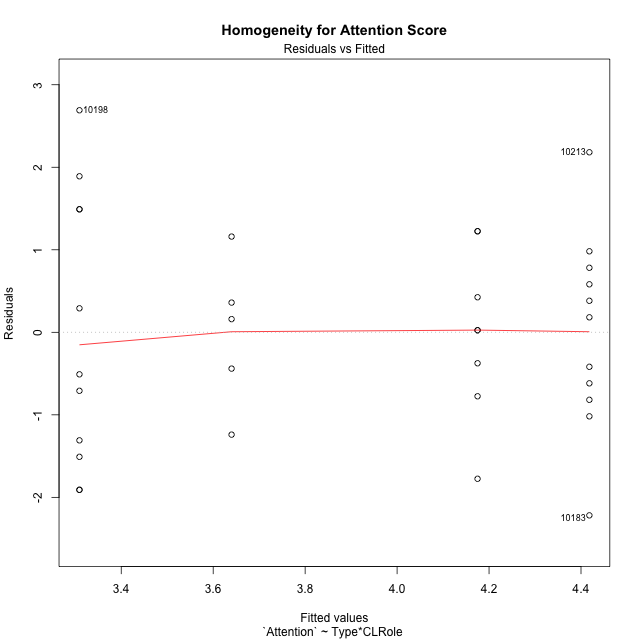 Homogeneity for Attention Score
Residuals vs Fitted
3
2
1
0
-1
-2
Residuals
10198
10213
10183
3.4 3.6 3.8 4.0 4.2 4.4
Fitted values
`Attention` ~ Type*CLRole